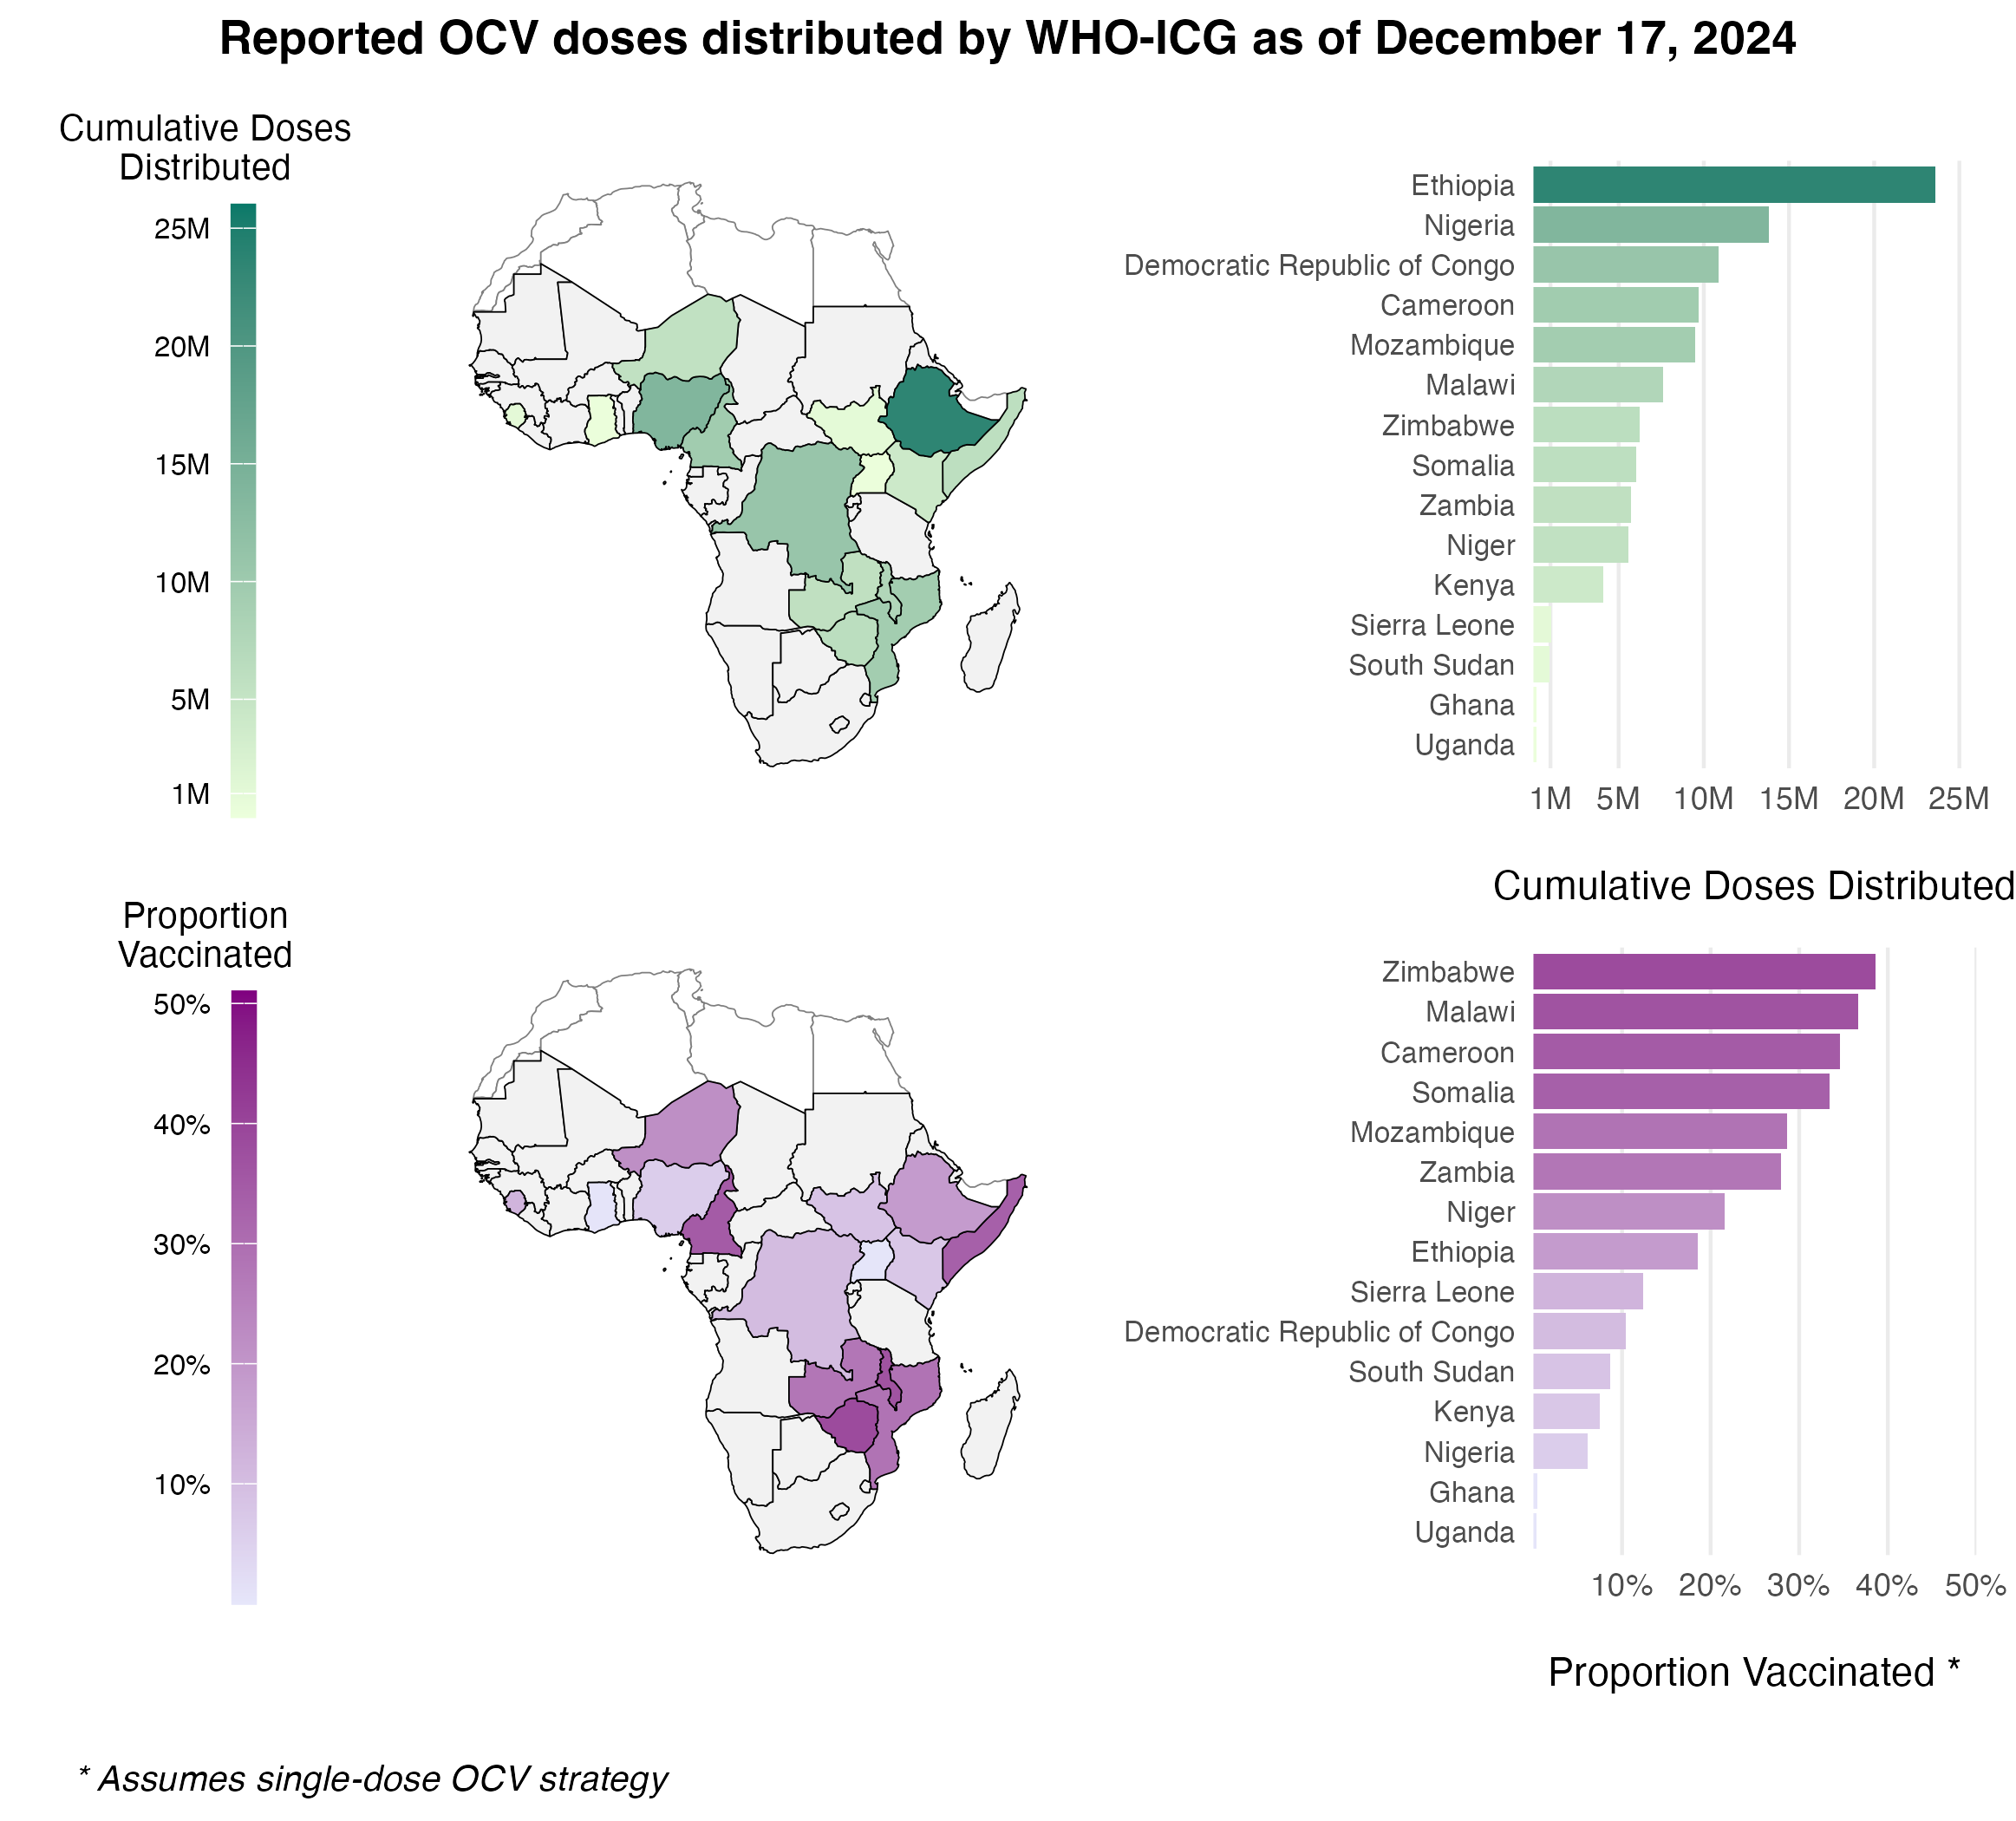 Reported OCV doses distributed by WHO-ICG as of December 17, 2024
Cumulative Doses
Distributed
25M
20M
15M
10M
5M
1M
Ethiopia
Nigeria
Democratic Republic of Congo
Cameroon
Mozambique
Malawi
Zimbabwe
Somalia
Zambia
Niger
Kenya
Sierra Leone
South Sudan
Ghana
Uganda
1M 5M 10M 15M 20M 25M
Cumulative Doses Distributed
Proportion
Vaccinated
50%
40%
30%
20%
10%
Zimbabwe
Malawi
Cameroon
Somalia
Mozambique
Zambia
Niger
Ethiopia
Sierra Leone
Democratic Republic of Congo
South Sudan
Kenya
Nigeria
Ghana
Uganda
10% 20% 30% 40% 50%
Proportion Vaccinated *
* Assumes single-dose OCV strategy